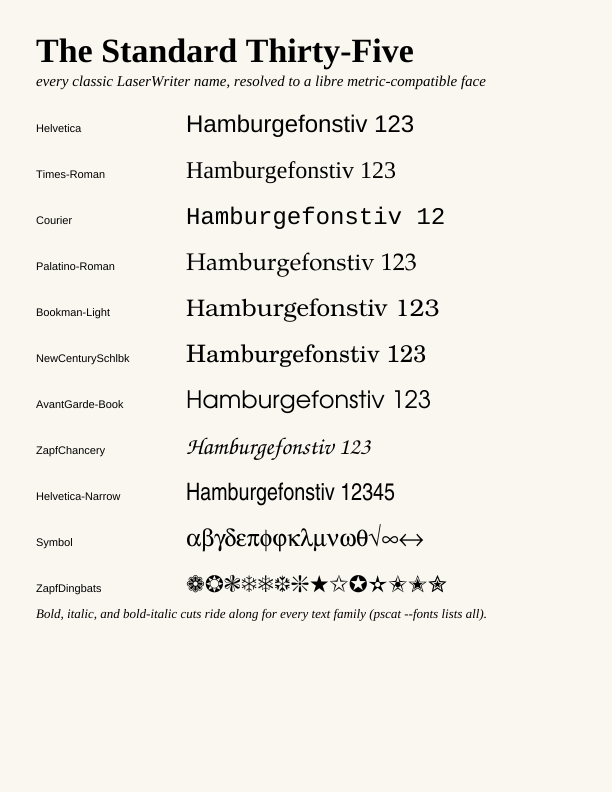 The Standard Thirty-Five
every classic LaserWriter name, resolved to a libre metric-compatible face
Helvetica Hamburgefonstiv 123
Times-Roman Hamburgefonstiv 123
Courier Hamburgefonstiv 12
Palatino-Roman Hamburgefonstiv 123
Bookman-Light Hamburgefonstiv 123
NewCenturySchlbk Hamburgefonstiv 123
AvantGarde-Book Hamburgefonstiv 123
ZapfChancery Hamburgefonstiv 123
Helvetica-Narrow Hamburgefonstiv 12345
Symbol αβγδεπϕφκλμνωθ√∞↔
ZapfDingbats ❁❂❃❄❅❆❇★☆✪✫✬✭✮
Bold, italic, and bold-italic cuts ride along for every text family (pscat --fonts lists all).